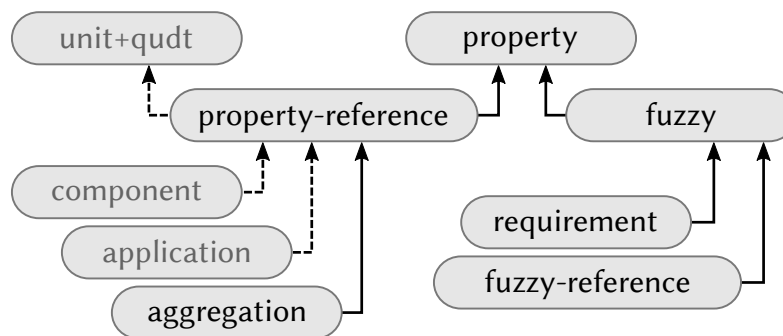 unit+qudt
property
property-reference
fuzzy
component
requirement
application
fuzzy-reference
aggregation